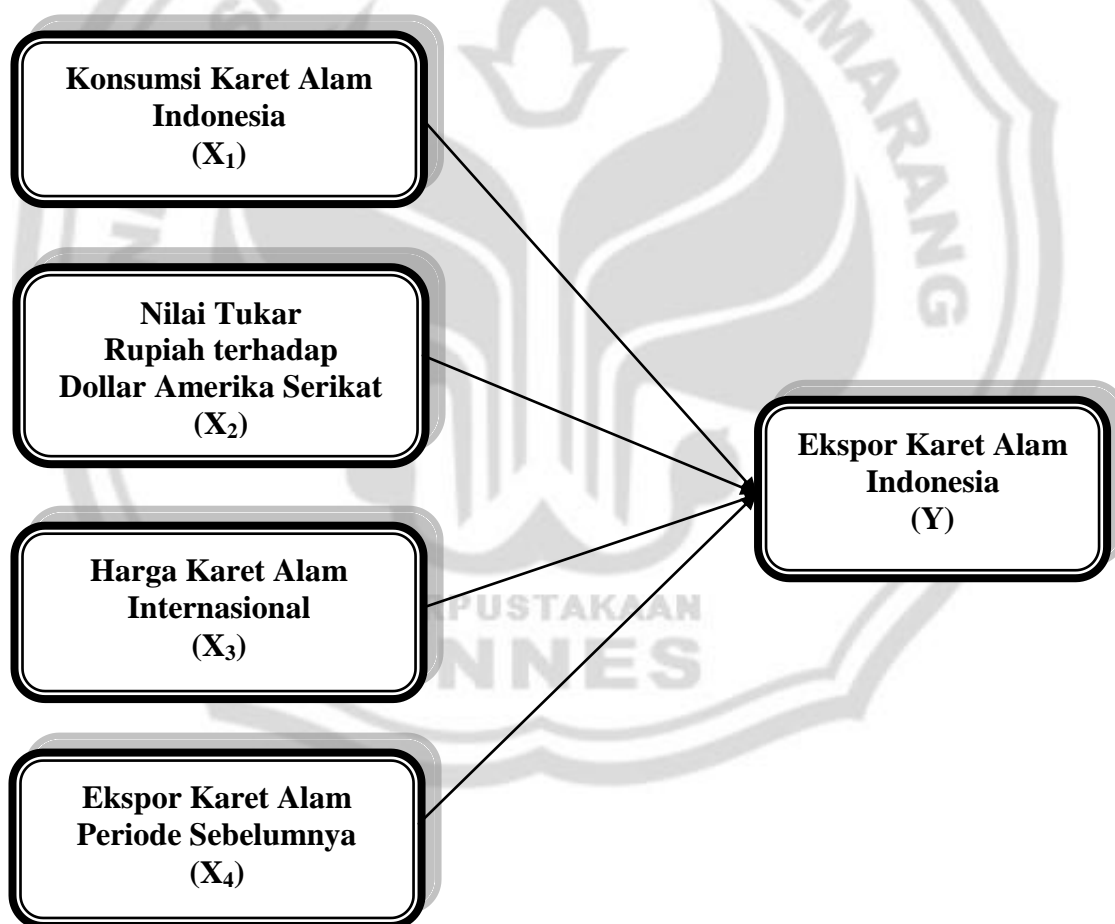 Konsumsi Karet Alam
Indonesia
(X₁)
Nilai Tukar
Rupiah terhadap
Dollar Amerika Serikat
(X₂)
Harga Karet Alam
Internasional
(X₃)
Ekspor Karet Alam
Periode Sebelumnya
(X₄)
Ekspor Karet Alam
Indonesia
(Y)